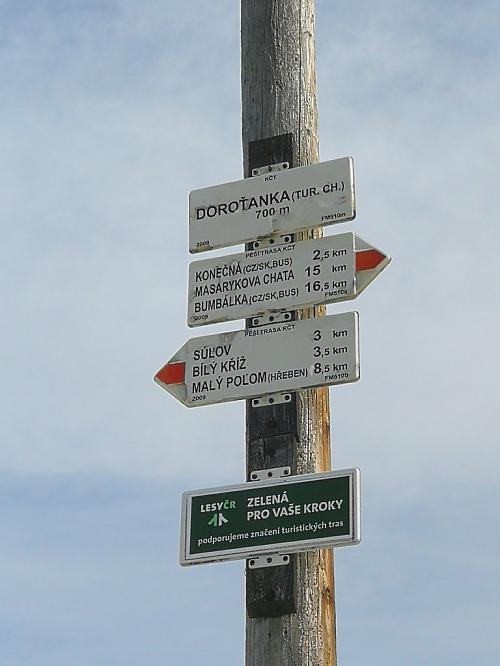 KČT
DOROŤANKA (TUR. CH.)
700 m
2009 FM510m
PĚŠÍ TRASA KČT
KONEČNÁ (CZ/SK,BUS) 2,5 km
MASARYKOVA CHATA 15 km
BUMBÁLKA (CZ/SK,BUS) 16,5 km
2009 FM510a
PĚŠÍ TRASA KČT
SÚĽOV 3 km
BÍLÝ KŘÍŽ 3,5 km
MALÝ POLOM (HŘEBEN) 8,5 km
2009 FM510b
LESY ČR ZELENÁ
PRO VAŠE KROKY
podporujeme značení turistických tras